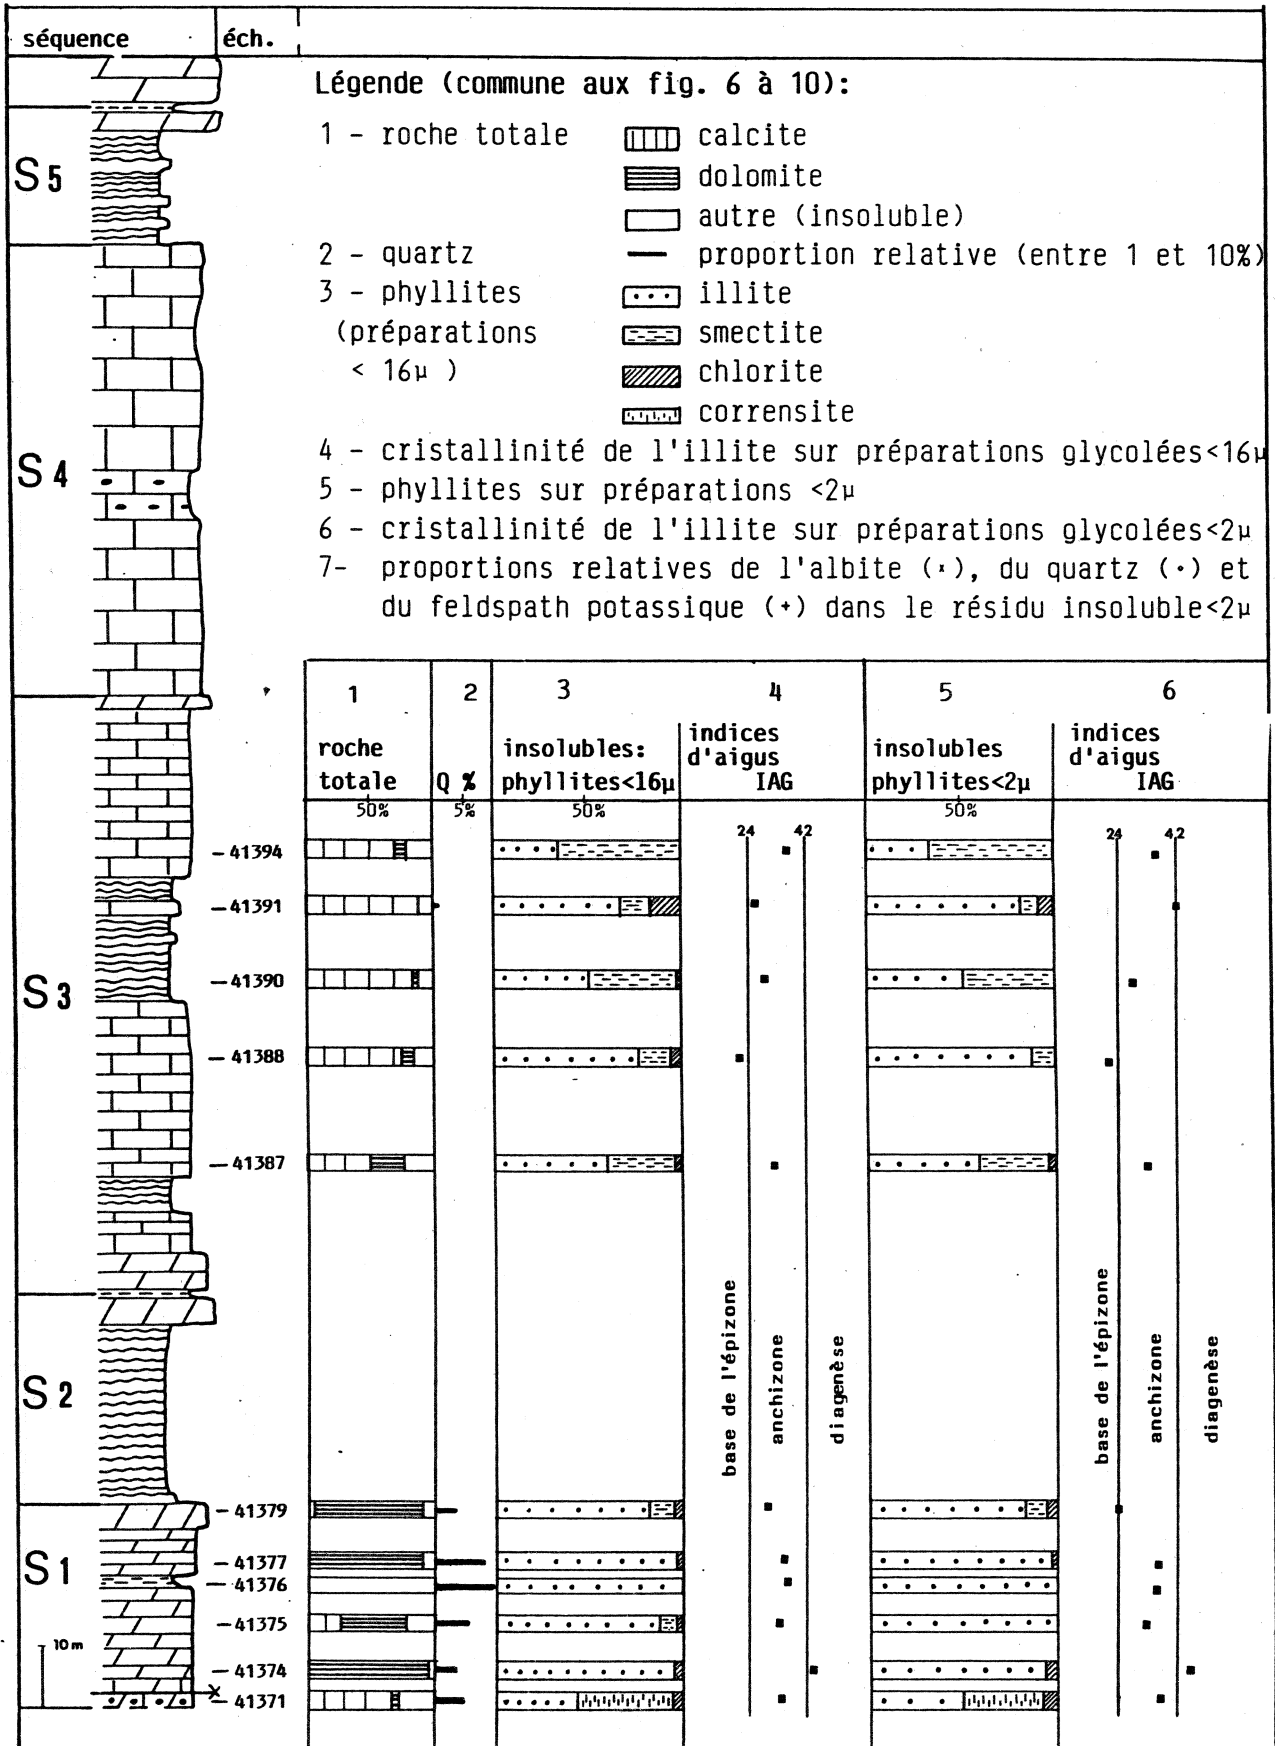 séquence éch.
Légende (commune aux fig. 6 à 10):
1 - roche totale
calcite
dolomite
autre (insoluble)
2 - quartz
proportion relative (entre 1 et 10%)
3 - phyllites
(préparations
< 16µ )
illite
smectite
chlorite
corrensite
4 - cristallinité de l'illite sur préparations glycolées<16µ
5 - phyllites sur préparations <2µ
6 - cristallinité de l'illite sur préparations glycolées<2µ
7- proportions relatives de l'albite (×), du quartz (·) et
du feldspath potassique (+) dans le résidu insoluble<2µ
S5
S4
S3
S2
S1
10m
1 2 3 4 5 6
roche
totale
Q %
insolubles:
phyllites<16µ
indices
d'aigus
IAG
insolubles
phyllites<2µ
indices
d'aigus
IAG
50% 5% 50% 50%
24 42 24 42
- 41394
- 41391
- 41390
- 41388
- 41387
base de l'épizone
anchizone
diagenèse
base de l'épizone
anchizone
diagenèse
- 41379
- 41377
- 41376
- 41375
- 41374
- 41371